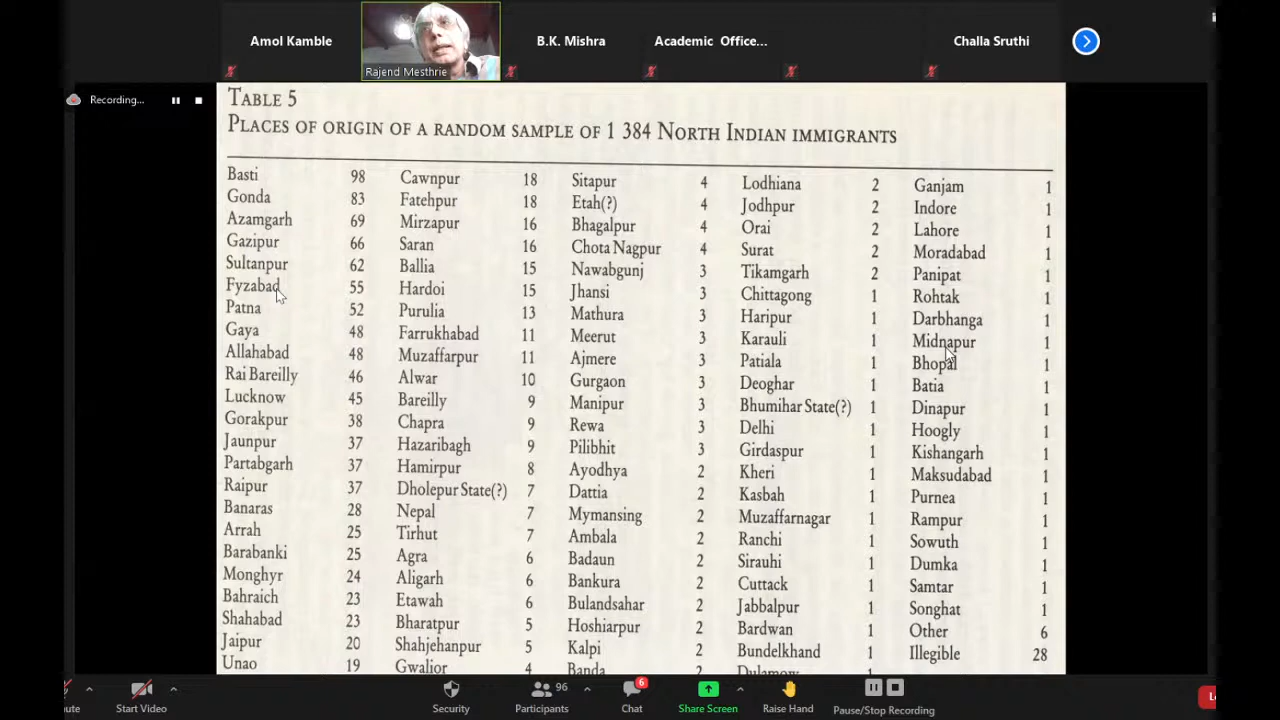 Amol Kamble
Rajend Mesthrie
B.K. Mishra
Academic Office...
Challa Sruthi
Recording...
TABLE 5
PLACES OF ORIGIN OF A RANDOM SAMPLE OF 1 384 NORTH INDIAN IMMIGRANTS
Basti 98 Cawnpur 18 Sitapur 4 Lodhiana 2 Ganjam 1
Gonda 83 Fatehpur 18 Etah(?) 4 Jodhpur 2 Indore 1
Azamgarh 69 Mirzapur 16 Bhagalpur 4 Orai 2 Lahore 1
Gazipur 66 Saran 16 Chota Nagpur 4 Surat 2 Moradabad 1
Sultanpur 62 Ballia 15 Nawabgunj 3 Tikamgarh 2 Panipat 1
Fyzabad 55 Hardoi 15 Jhansi 3 Chittagong 1 Rohtak 1
Patna 52 Purulia 13 Mathura 3 Haripur 1 Darbhanga 1
Gaya 48 Farrukhabad 11 Meerut 3 Karauli 1 Midnapur 1
Allahabad 48 Muzaffarpur 11 Ajmere 3 Patiala 1 Bhopal 1
Rai Bareilly 46 Alwar 10 Gurgaon 3 Deoghar 1 Batia 1
Lucknow 45 Bareilly 9 Manipur 3 Bhumihar State(?) 1 Dinapur 1
Gorakpur 38 Chapra 9 Rewa 3 Delhi 1 Hoogly 1
Jaunpur 37 Hazaribagh 9 Pilibhit 3 Girdaspur 1 Kishangarh 1
Partabgarh 37 Hamirpur 8 Ayodhya 2 Kheri 1 Maksudabad 1
Raipur 37 Dholepur State(?) 7 Dattia 2 Kasbah 1 Purnea 1
Banaras 28 Nepal 7 Mymansing 2 Muzaffarnagar 1 Rampur 1
Arrah 25 Tirhut 7 Ambala 2 Ranchi 1 Sowuth 1
Barabanki 25 Agra 6 Badaun 2 Sirauhi 1 Dumka 1
Monghyr 24 Aligarh 6 Bankura 2 Cuttack 1 Samtar 1
Bahraich 23 Etawah 6 Bulandsahar 2 Jabbalpur 1 Songhat 1
Shahabad 23 Bharatpur 5 Hoshiarpur 2 Bardwan 1 Other 6
Jaipur 20 Shahjehanpur 5 Kalpi 2 Bundelkhand 1 Illegible 28
Unao 19 Gwalior 4 Banda 2 Dulamow 1
ute Start Video Security Participants 96 Chat 6 Share Screen Raise Hand Pause/Stop Recording